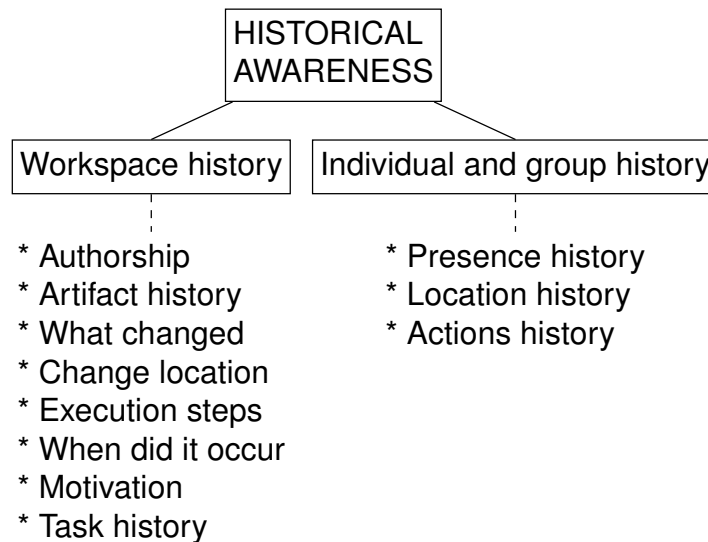 HISTORICAL
AWARENESS
Workspace history
Individual and group history
* Authorship
* Artifact history
* What changed
* Change location
* Execution steps
* When did it occur
* Motivation
* Task history
* Presence history
* Location history
* Actions history